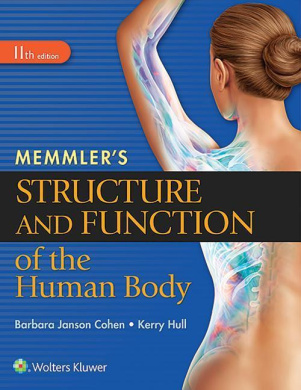 11th edition
MEMMLER'S
STRUCTURE
AND FUNCTION
of the
Human Body
Barbara Janson Cohen • Kerry Hull
Wolters Kluwer